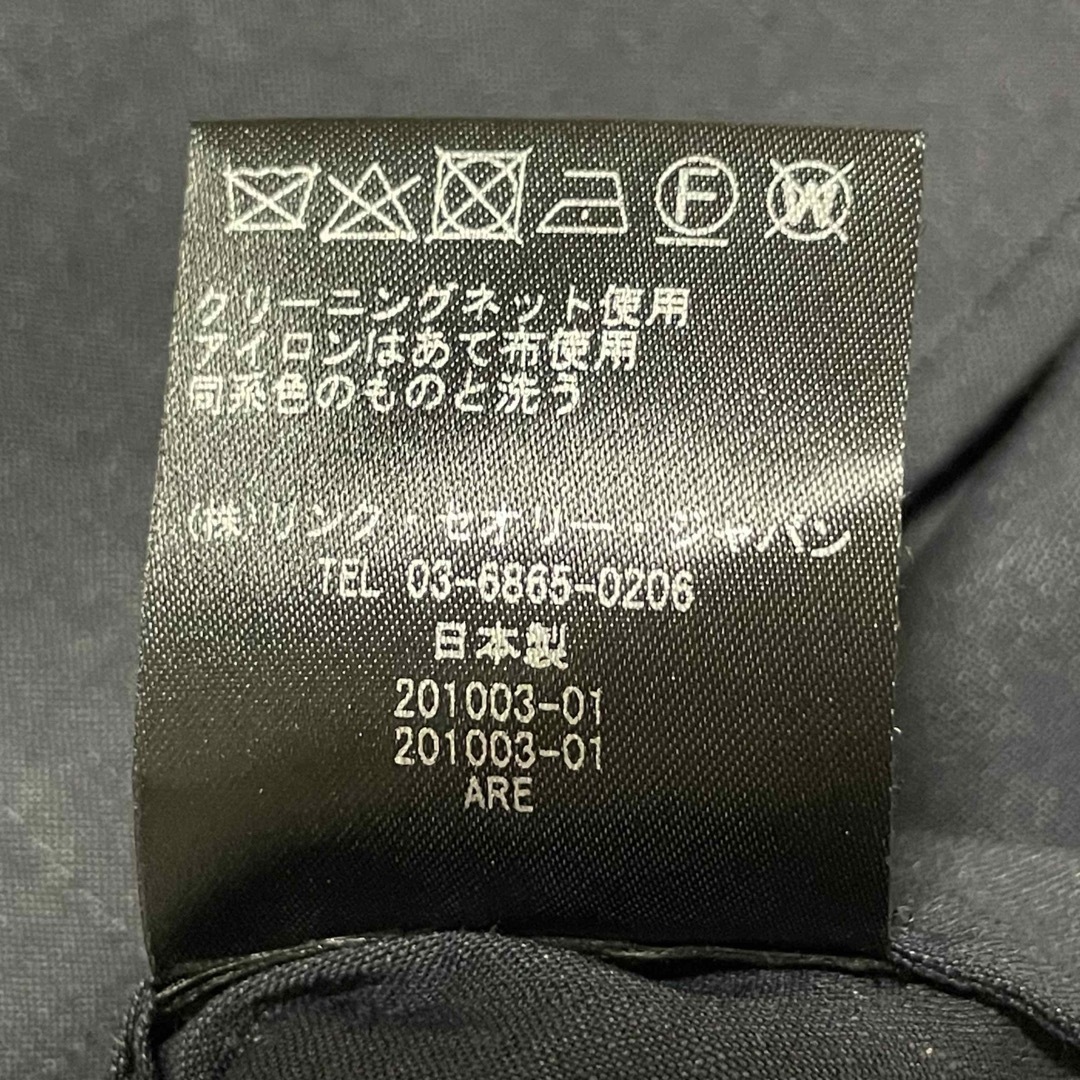 F W
クリーニングネット使用
アイロンはあて布使用
同系色のものと洗う
(株)リンク・セオリー・ジャパン
TEL 03-6865-0206
日本製
201003-01
201003-01
ARE